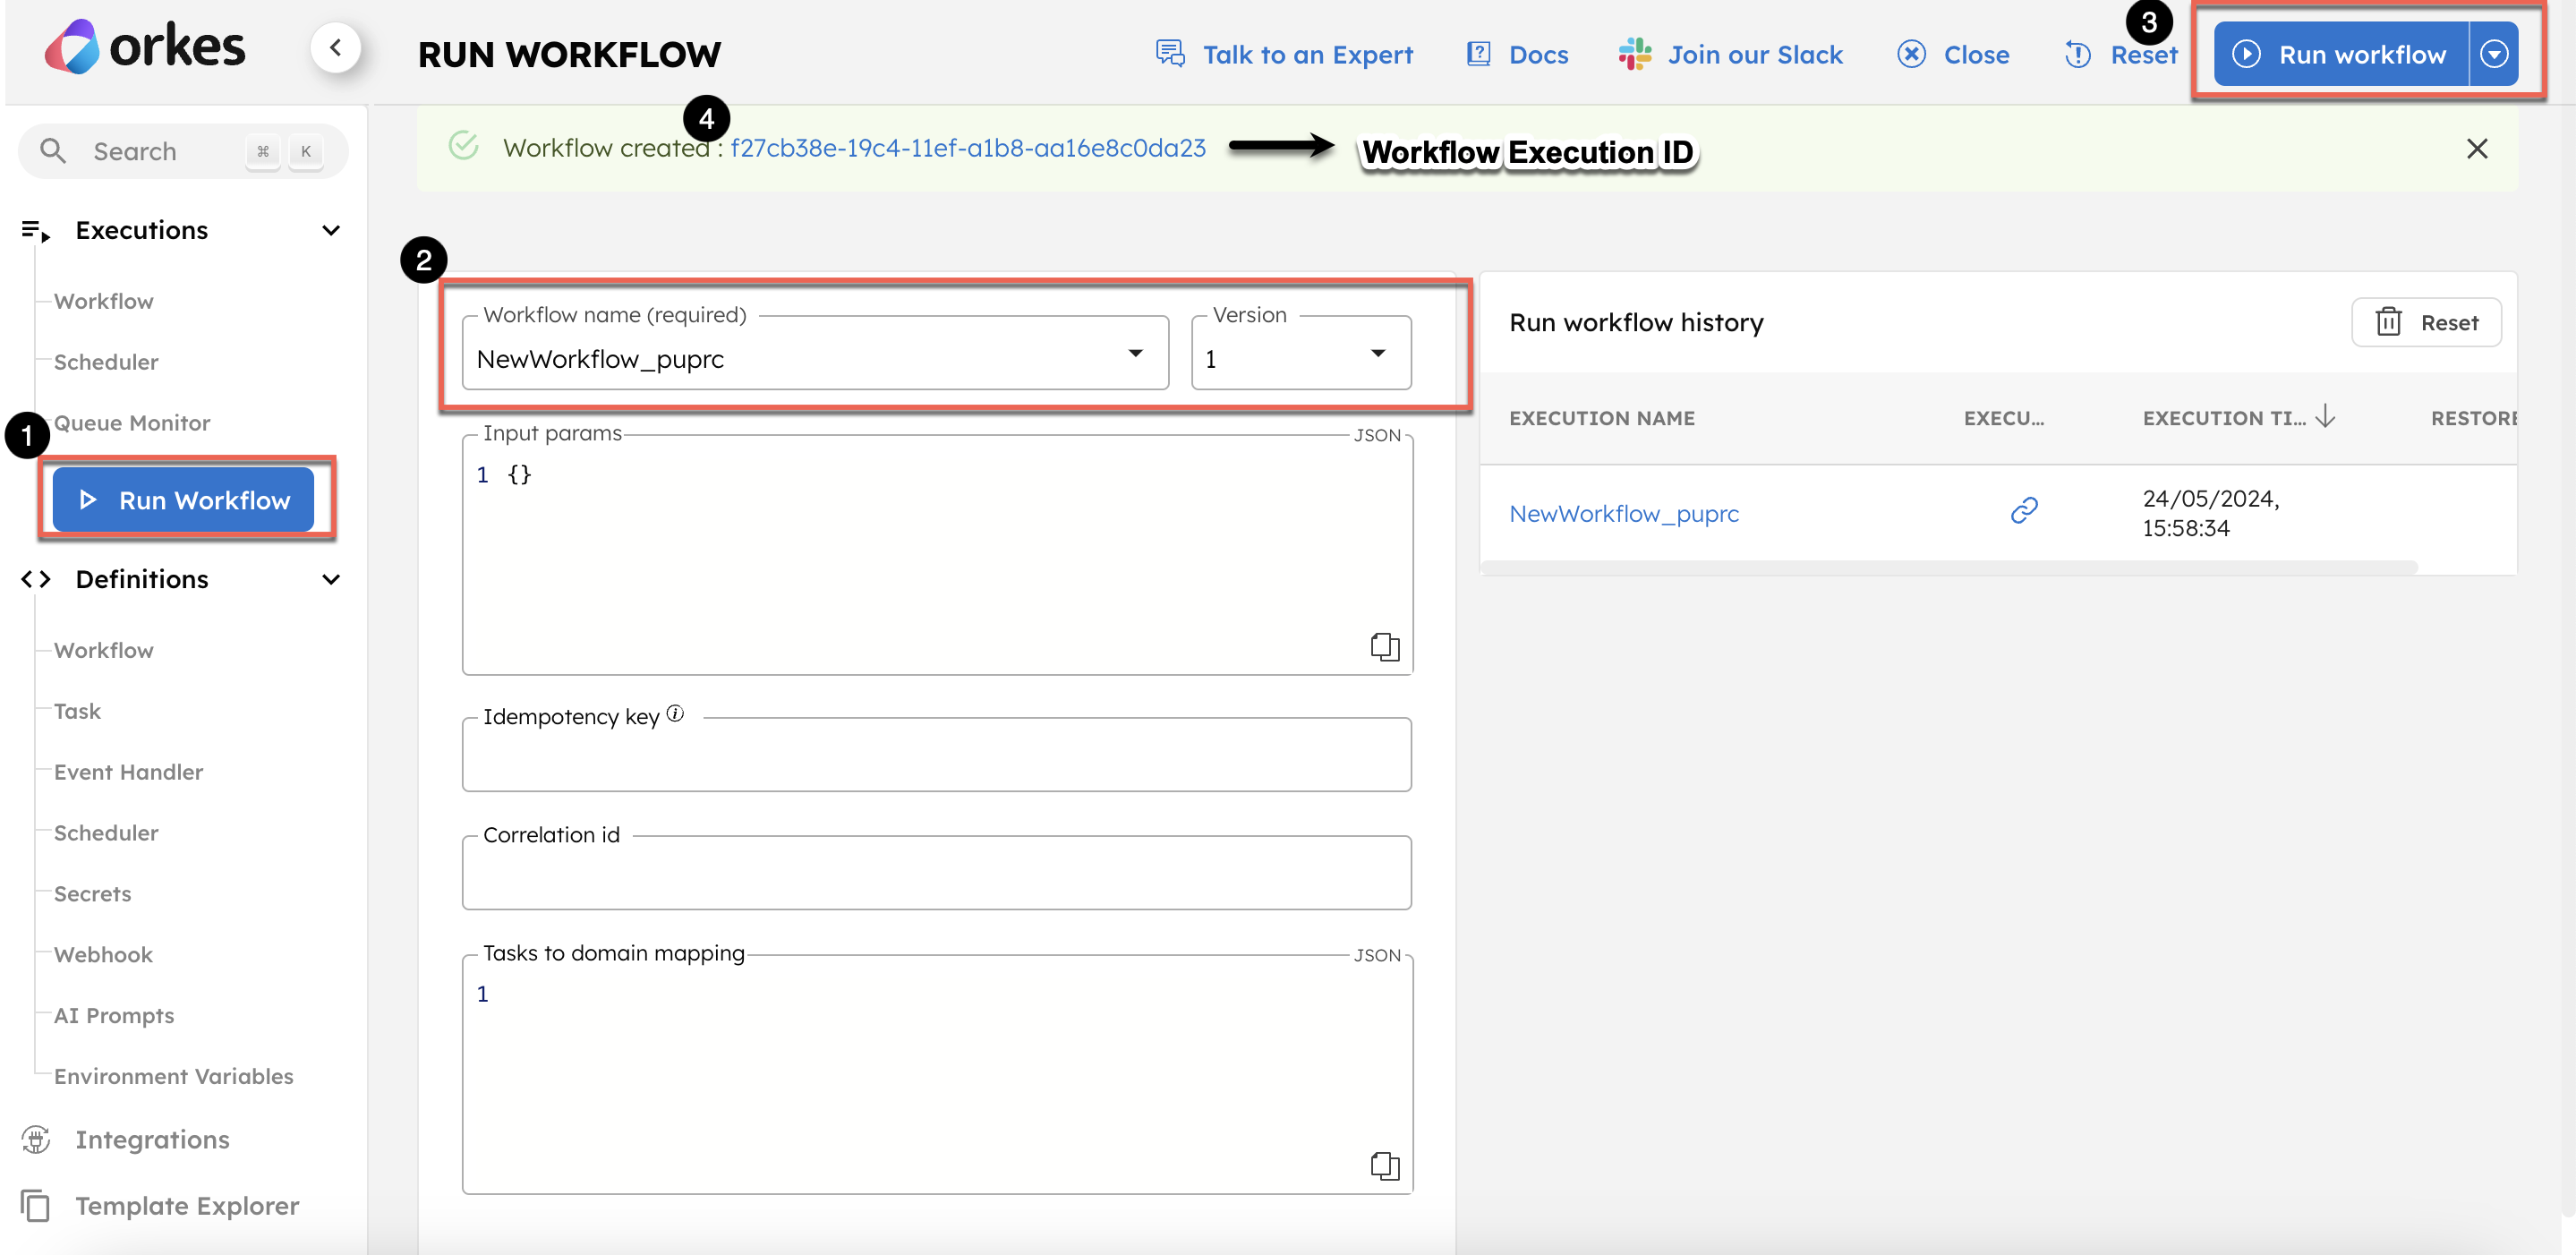 orkes
RUN WORKFLOW
Talk to an Expert
Docs
Join our Slack
Close
3
Reset
Run workflow
Search
⌘ K
4
Workflow created : f27cb38e-19c4-11ef-a1b8-aa16e8c0da23
Workflow Execution ID
Executions
Workflow
Scheduler
Queue Monitor
1
Run Workflow
Definitions
Workflow
Task
Event Handler
Scheduler
Secrets
Webhook
AI Prompts
Environment Variables
Integrations
Template Explorer
2
Workflow name (required)
NewWorkflow_puprc
Version
1
Input params
JSON
1 {}
Idempotency key
Correlation id
Tasks to domain mapping
JSON
1
Run workflow history
Reset
EXECUTION NAME
EXECU...
EXECUTION TI...
RESTORE
NewWorkflow_puprc
24/05/2024,
15:58:34